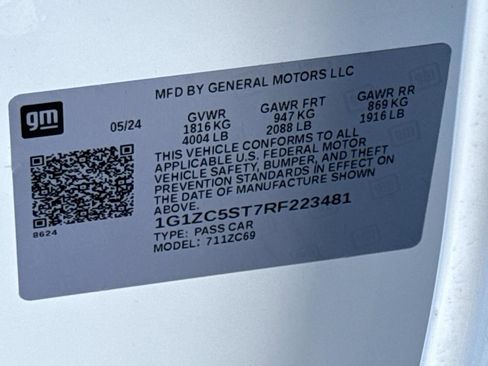 MFD BY GENERAL MOTORS LLC
gm
05/24 GVWR GAWR FRT GAWR RR
1816 KG 947 KG 869 KG
4004 LB 2088 LB 1916 LB
THIS VEHICLE CONFORMS TO ALL
APPLICABLE U.S. FEDERAL MOTOR
VEHICLE SAFETY, BUMPER, AND THEFT
PREVENTION STANDARDS IN EFFECT ON
THE DATE OF MANUFACTURE SHOWN
ABOVE.
1G1ZC5ST7RF223481
TYPE: PASS CAR
MODEL: 711ZC69
8624